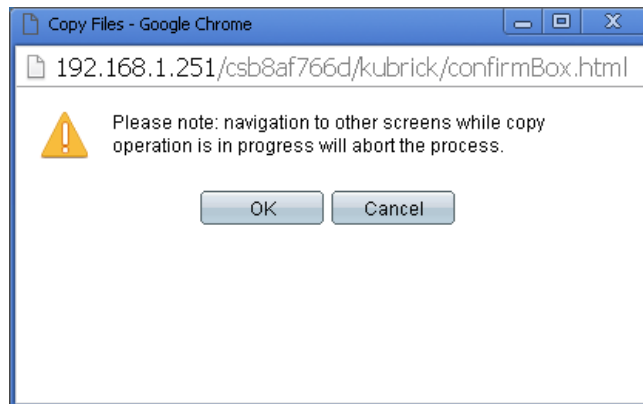 Copy Files - Google Chrome
192.168.1.251/csb8af766d/kubrick/confirmBox.html
Please note: navigation to other screens while copy
operation is in progress will abort the process.
OK Cancel